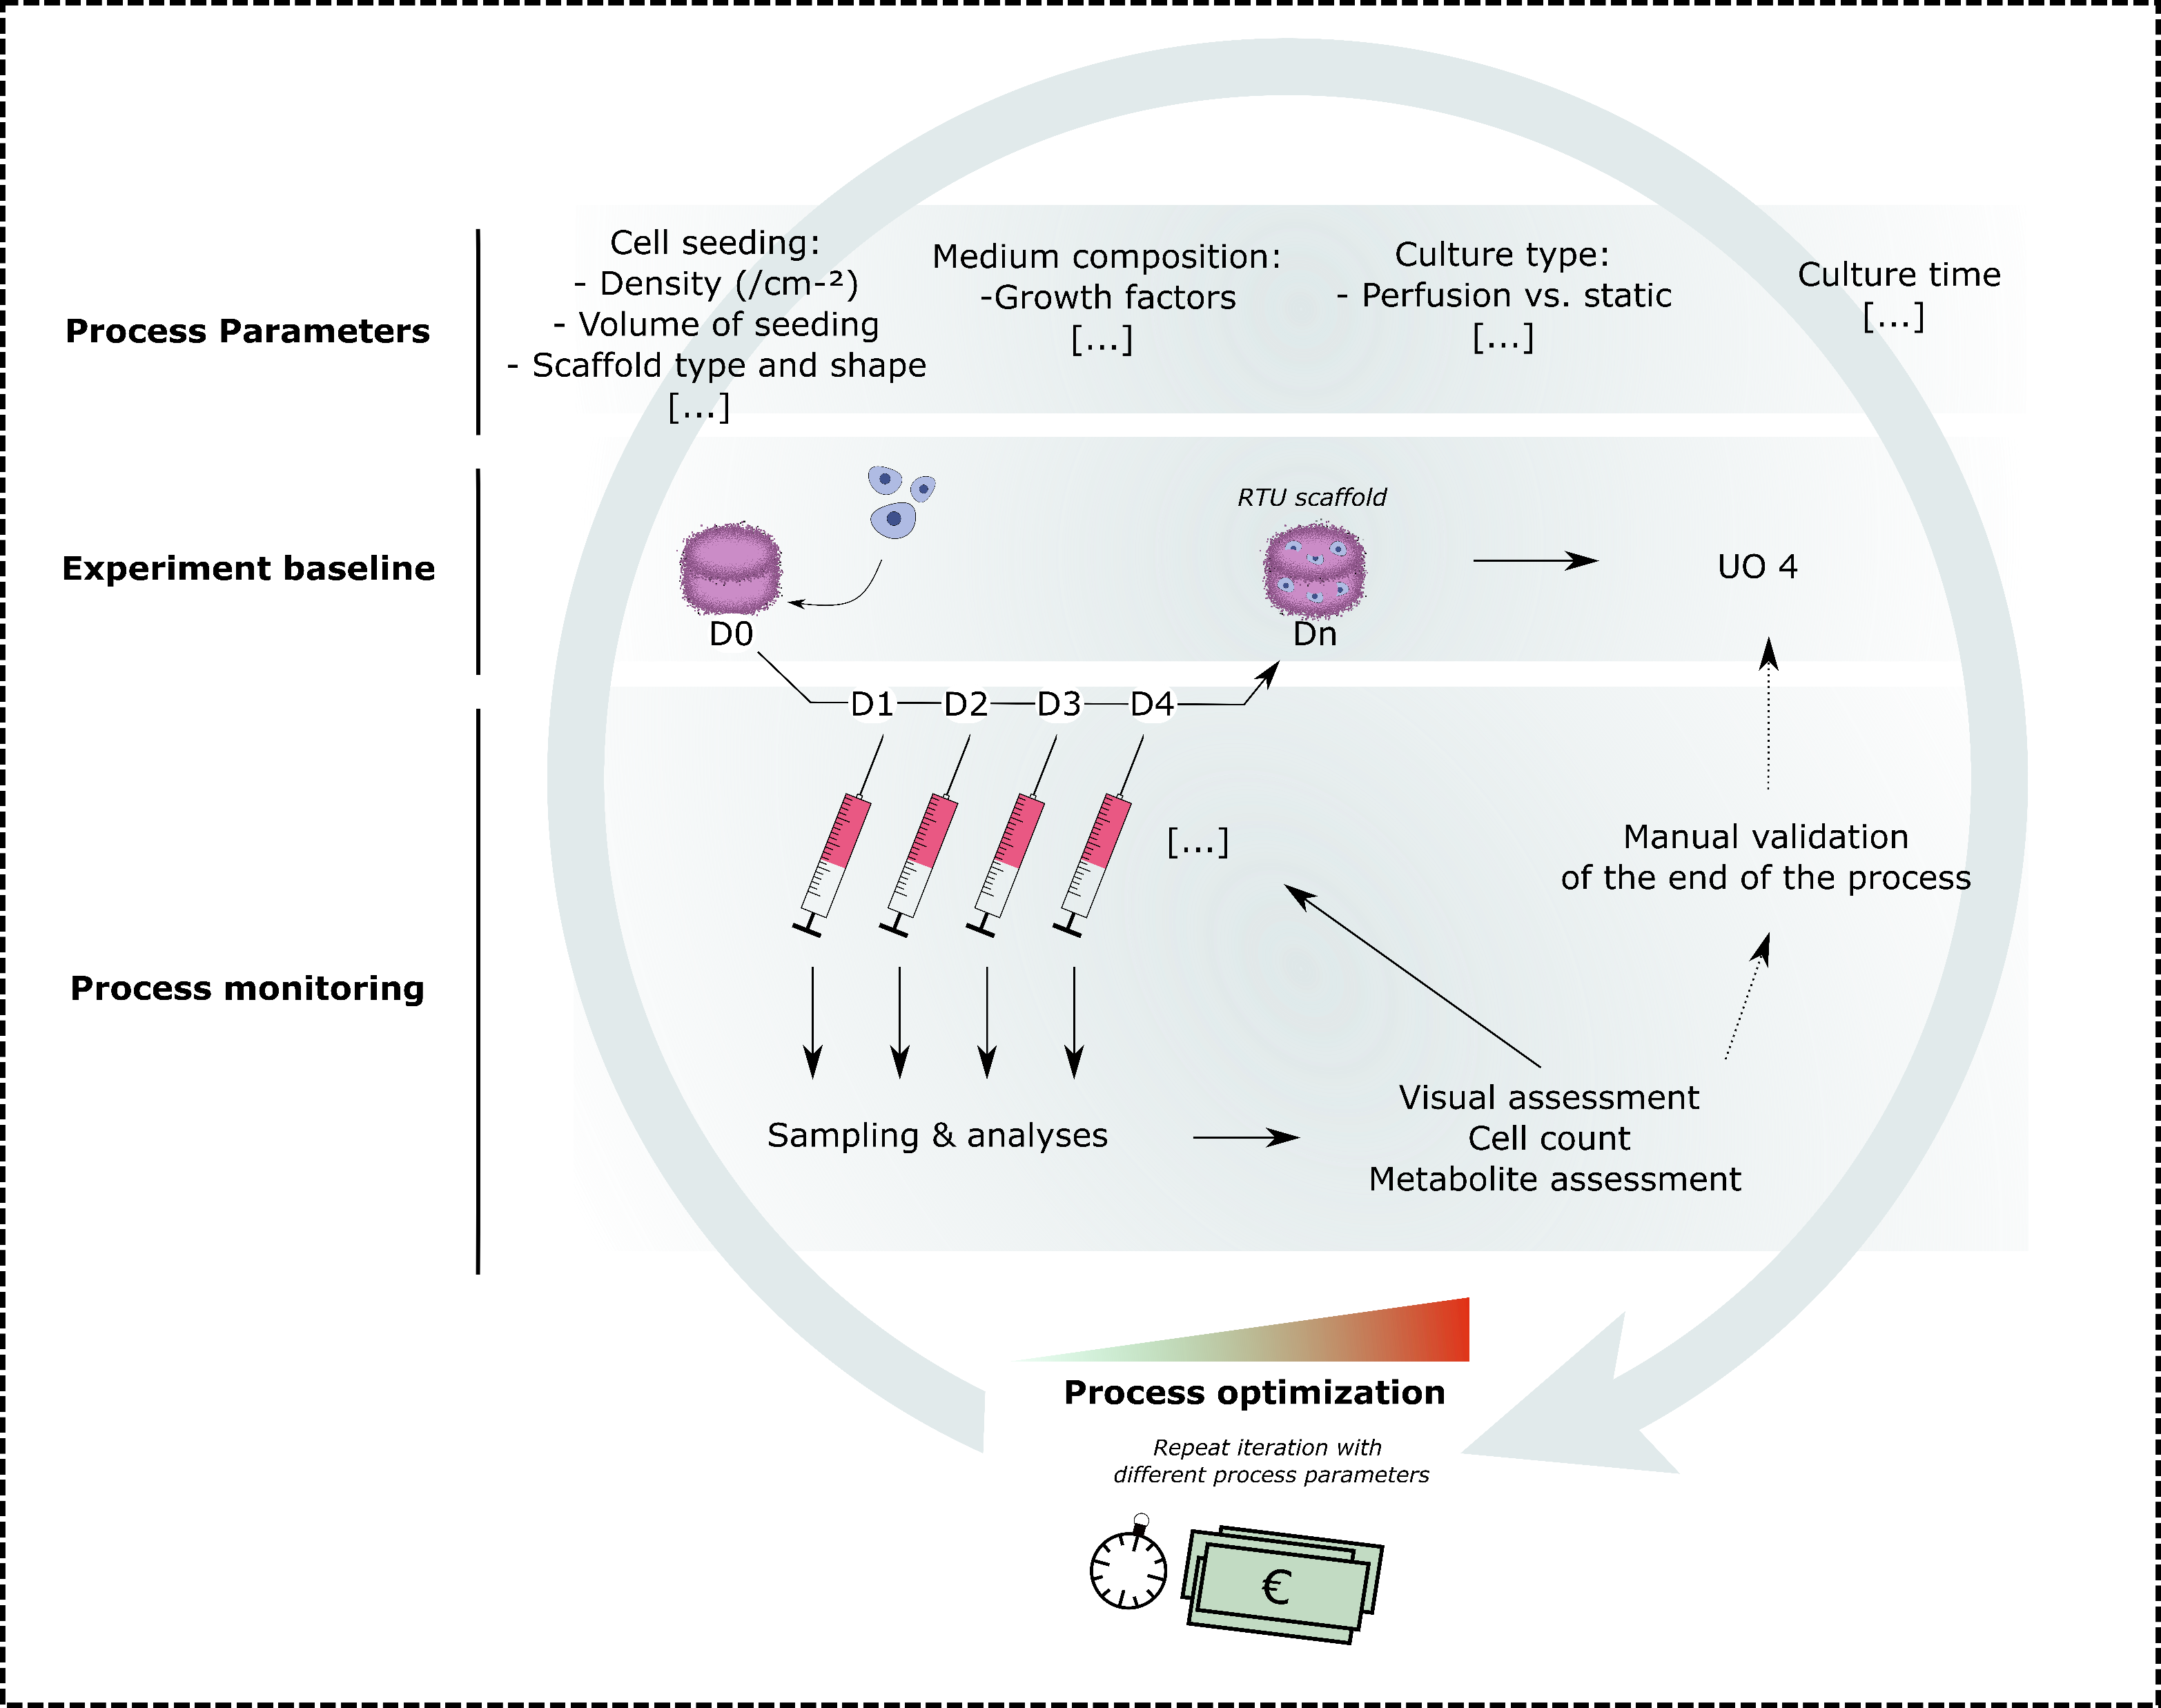 Process Parameters
Cell seeding:
- Density (/cm-²)
- Volume of seeding
- Scaffold type and shape
[...]
Medium composition:
-Growth factors
[...]
Culture type:
- Perfusion vs. static
[...]
Culture time
[...]
Experiment baseline
D0
RTU scaffold
Dn
UO 4
Process monitoring
D1
D2
D3
D4
[...]
Manual validation
of the end of the process
Sampling & analyses
Visual assessment
Cell count
Metabolite assessment
Process optimization
Repeat iteration with
different process parameters
€